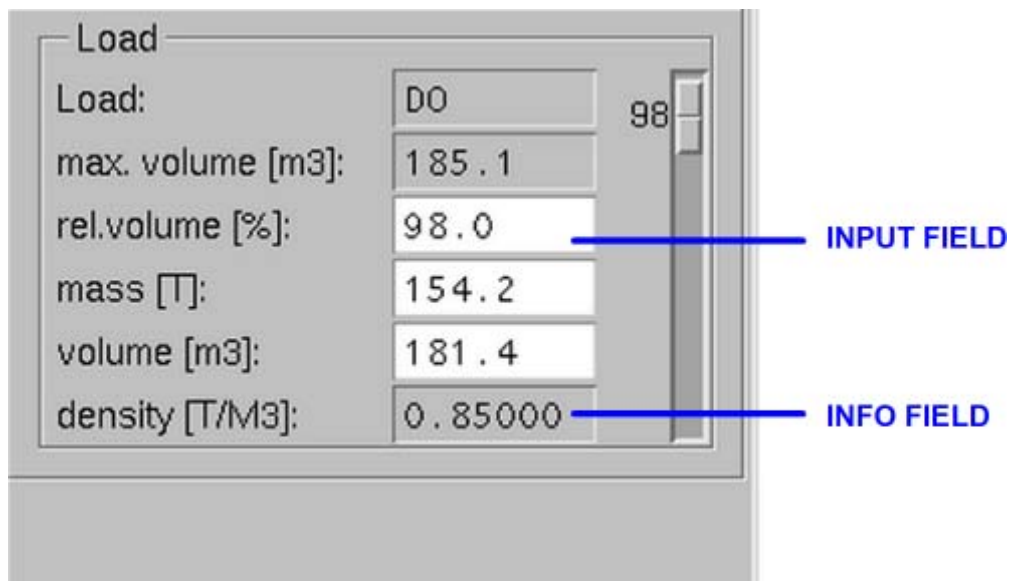 Load
Load: DO 98
max. volume [m3]: 185.1
rel.volume [%]: 98.0 INPUT FIELD
mass [T]: 154.2
volume [m3]: 181.4
density [T/M3]: 0.85000 INFO FIELD